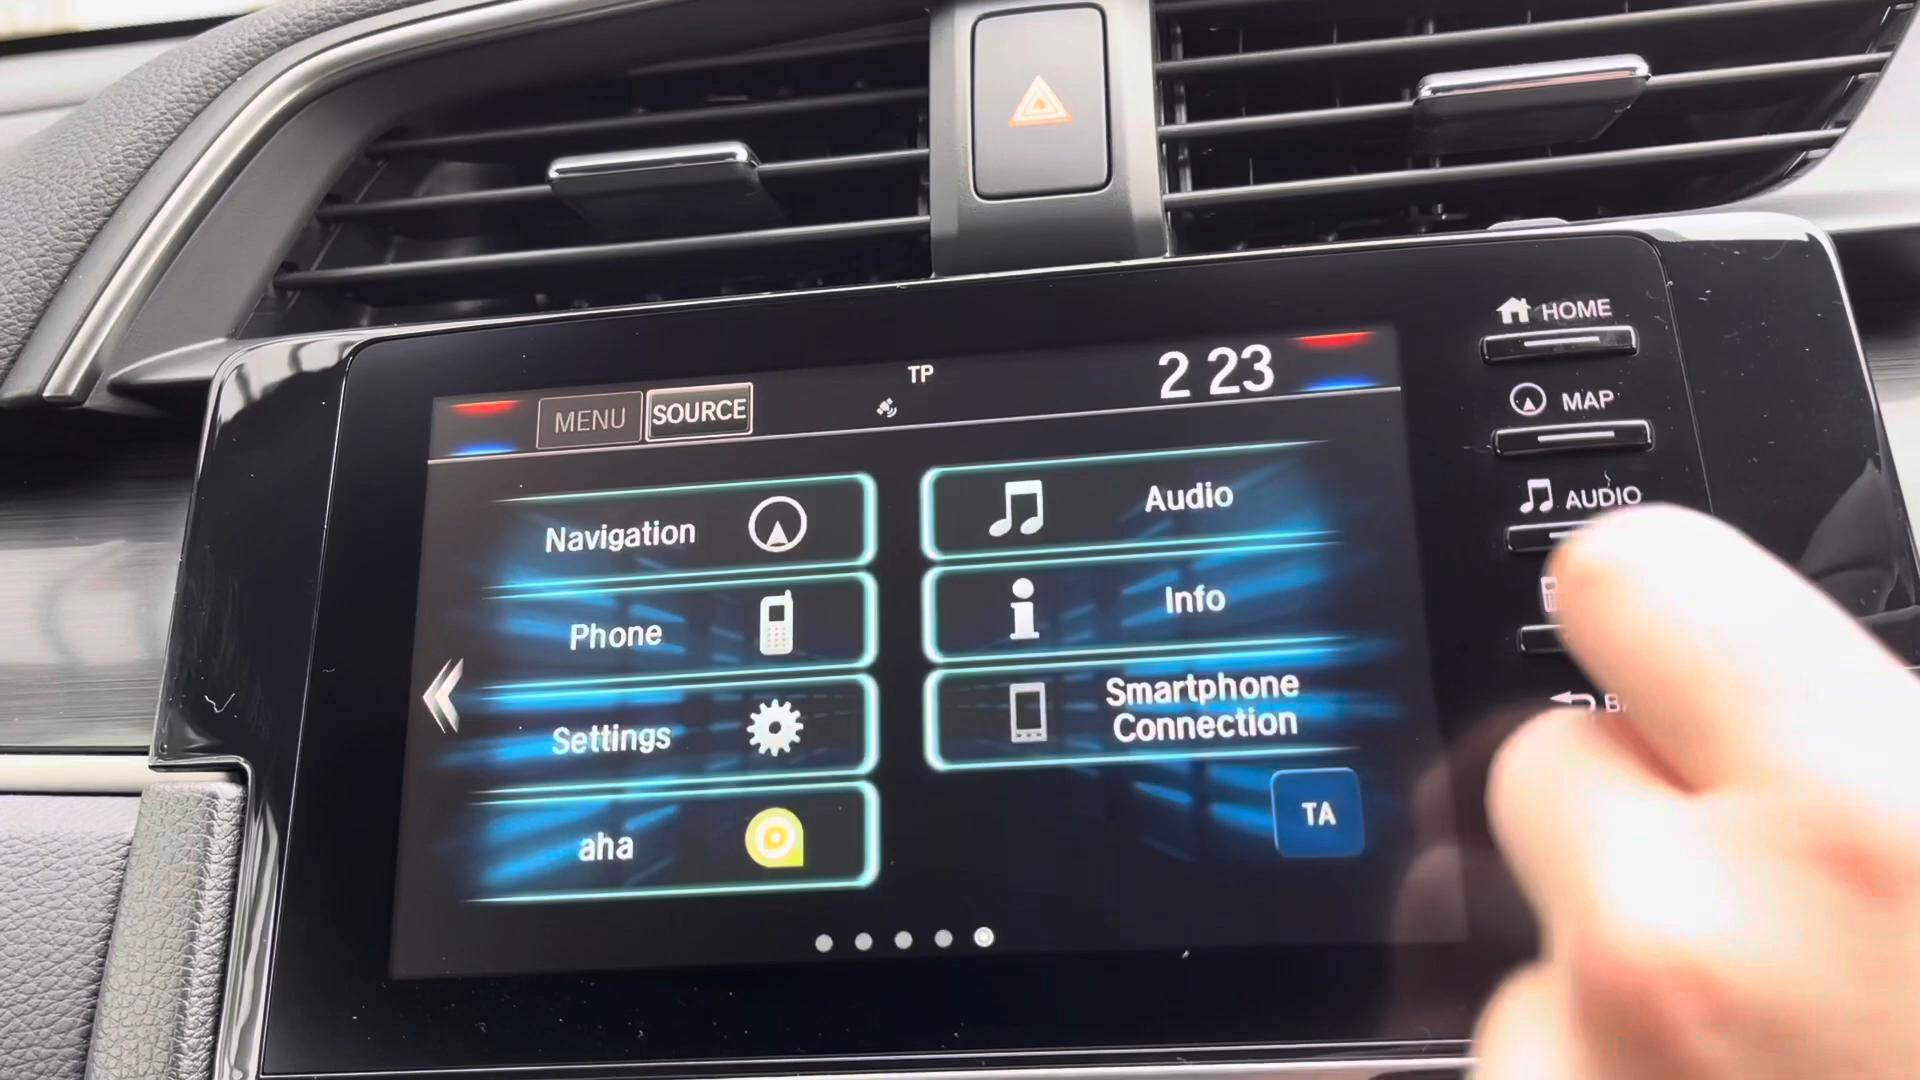 HOME
MAP
AUDIO
TP
2 23
MENU
SOURCE
Navigation
Audio
Phone
Info
Settings
Smartphone
Connection
aha
TA